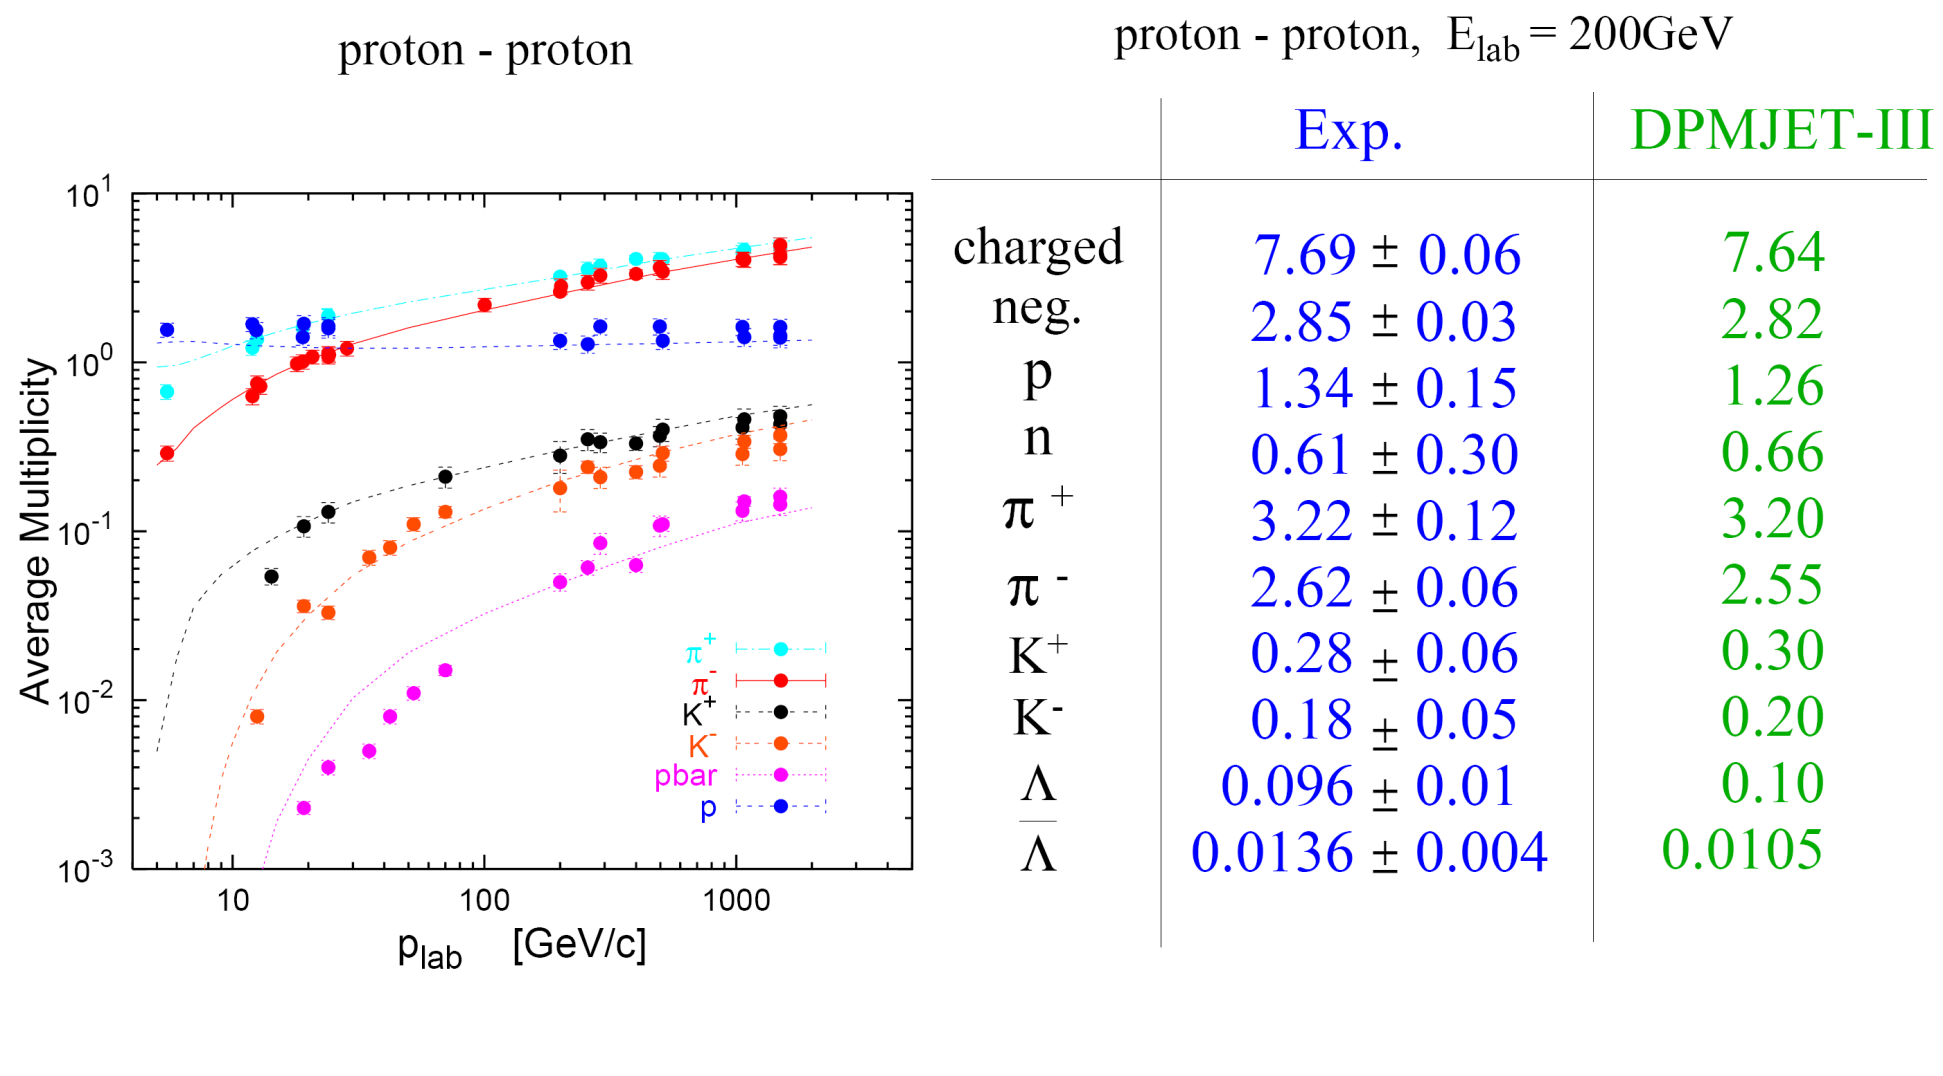 proton - proton
10^1
10^0
10^-1
10^-2
10^-3
Average Multiplicity
10 100 1000
p_lab [GeV/c]
π^+
π^-
K^+
K^-
pbar
p
proton - proton, E_lab = 200GeV
Exp. DPMJET-III
charged 7.69 ± 0.06 7.64
neg. 2.85 ± 0.03 2.82
p 1.34 ± 0.15 1.26
n 0.61 ± 0.30 0.66
π^+ 3.22 ± 0.12 3.20
π^- 2.62 ± 0.06 2.55
K^+ 0.28 ± 0.06 0.30
K^- 0.18 ± 0.05 0.20
Λ 0.096 ± 0.01 0.10
Λ̅ 0.0136 ± 0.004 0.0105